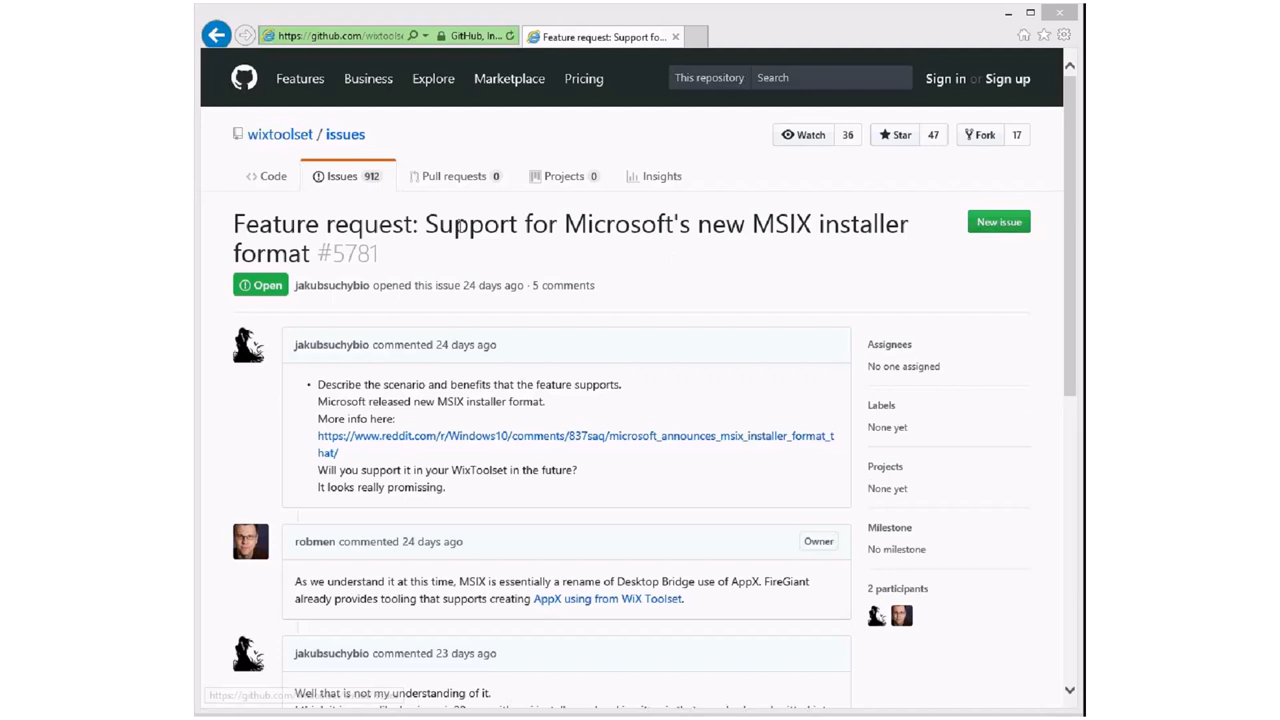 https://github.com/wixtoolse GitHub, In... Feature request: Support fo...
Features Business Explore Marketplace Pricing This repository Search Sign in or Sign up
wixtoolset / issues Watch 36 Star 47 Fork 17
<> Code Issues 912 Pull requests 0 Projects 0 Insights
Feature request: Support for Microsoft's new MSIX installer
format #5781
New issue
Open jakubsuchybio opened this issue 24 days ago · 5 comments
jakubsuchybio commented 24 days ago
• Describe the scenario and benefits that the feature supports.
Microsoft released new MSIX installer format.
More info here:
https://www.reddit.com/r/Windows10/comments/837saq/microsoft_announces_msix_installer_format_t
hat/
Will you support it in your WixToolset in the future?
It looks really promissing.
robmen commented 24 days ago Owner
As we understand it at this time, MSIX is essentially a rename of Desktop Bridge use of AppX. FireGiant
already provides tooling that supports creating AppX using from WiX Toolset.
jakubsuchybio commented 23 days ago
Well that is not my understanding of it.
Assignees
No one assigned
Labels
None yet
Projects
None yet
Milestone
No milestone
2 participants
https://github.com/